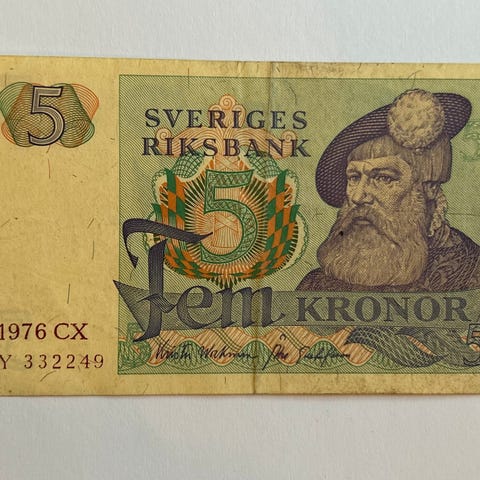 5
SVERIGES
RIKSBANK
5
fem KRONOR
1976 CX
Y 332249
5